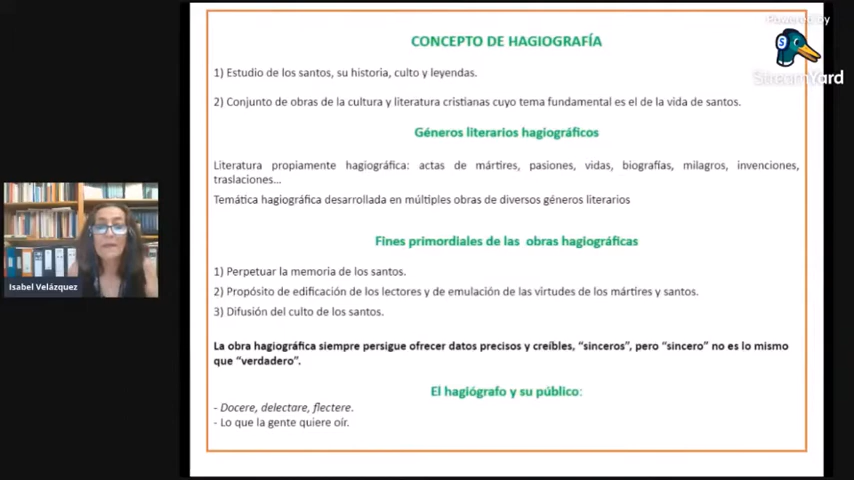 Powered by
StreamYard
CONCEPTO DE HAGIOGRAFÍA
1) Estudio de los santos, su historia, culto y leyendas.
2) Conjunto de obras de la cultura y literatura cristianas cuyo tema fundamental es el de la vida de santos.
Géneros literarios hagiográficos
Literatura propiamente hagiográfica: actas de mártires, pasiones, vidas, biografías, milagros, invenciones,
traslaciones...
Temática hagiográfica desarrollada en múltiples obras de diversos géneros literarios
Fines primordiales de las obras hagiográficas
1) Perpetuar la memoria de los santos.
2) Propósito de edificación de los lectores y de emulación de las virtudes de los mártires y santos.
3) Difusión del culto de los santos.
La obra hagiográfica siempre persigue ofrecer datos precisos y creíbles, “sinceros”, pero “sincero” no es lo mismo
que “verdadero”.
El hagiógrafo y su público:
- Docere, delectare, flectere.
- Lo que la gente quiere oír.
Isabel Velázquez